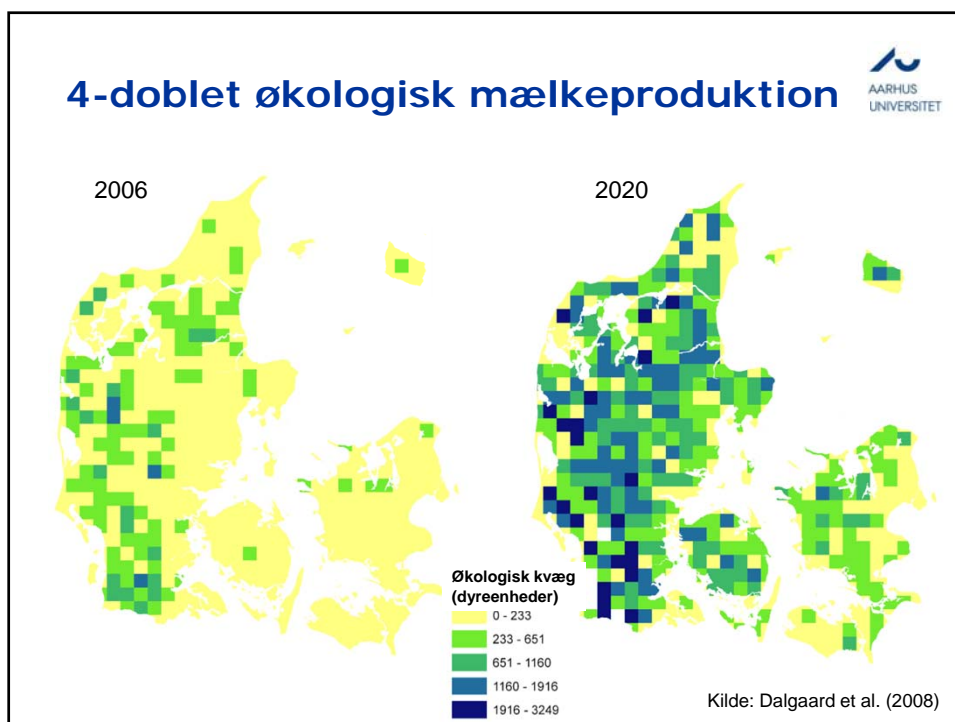 4-doblet økologisk mælkeproduktion
AARHUS
UNIVERSITET
2006
2020
Økologisk kvæg
(dyreenheder)
0 - 233
233 - 651
651 - 1160
1160 - 1916
1916 - 3249
Kilde: Dalgaard et al. (2008)